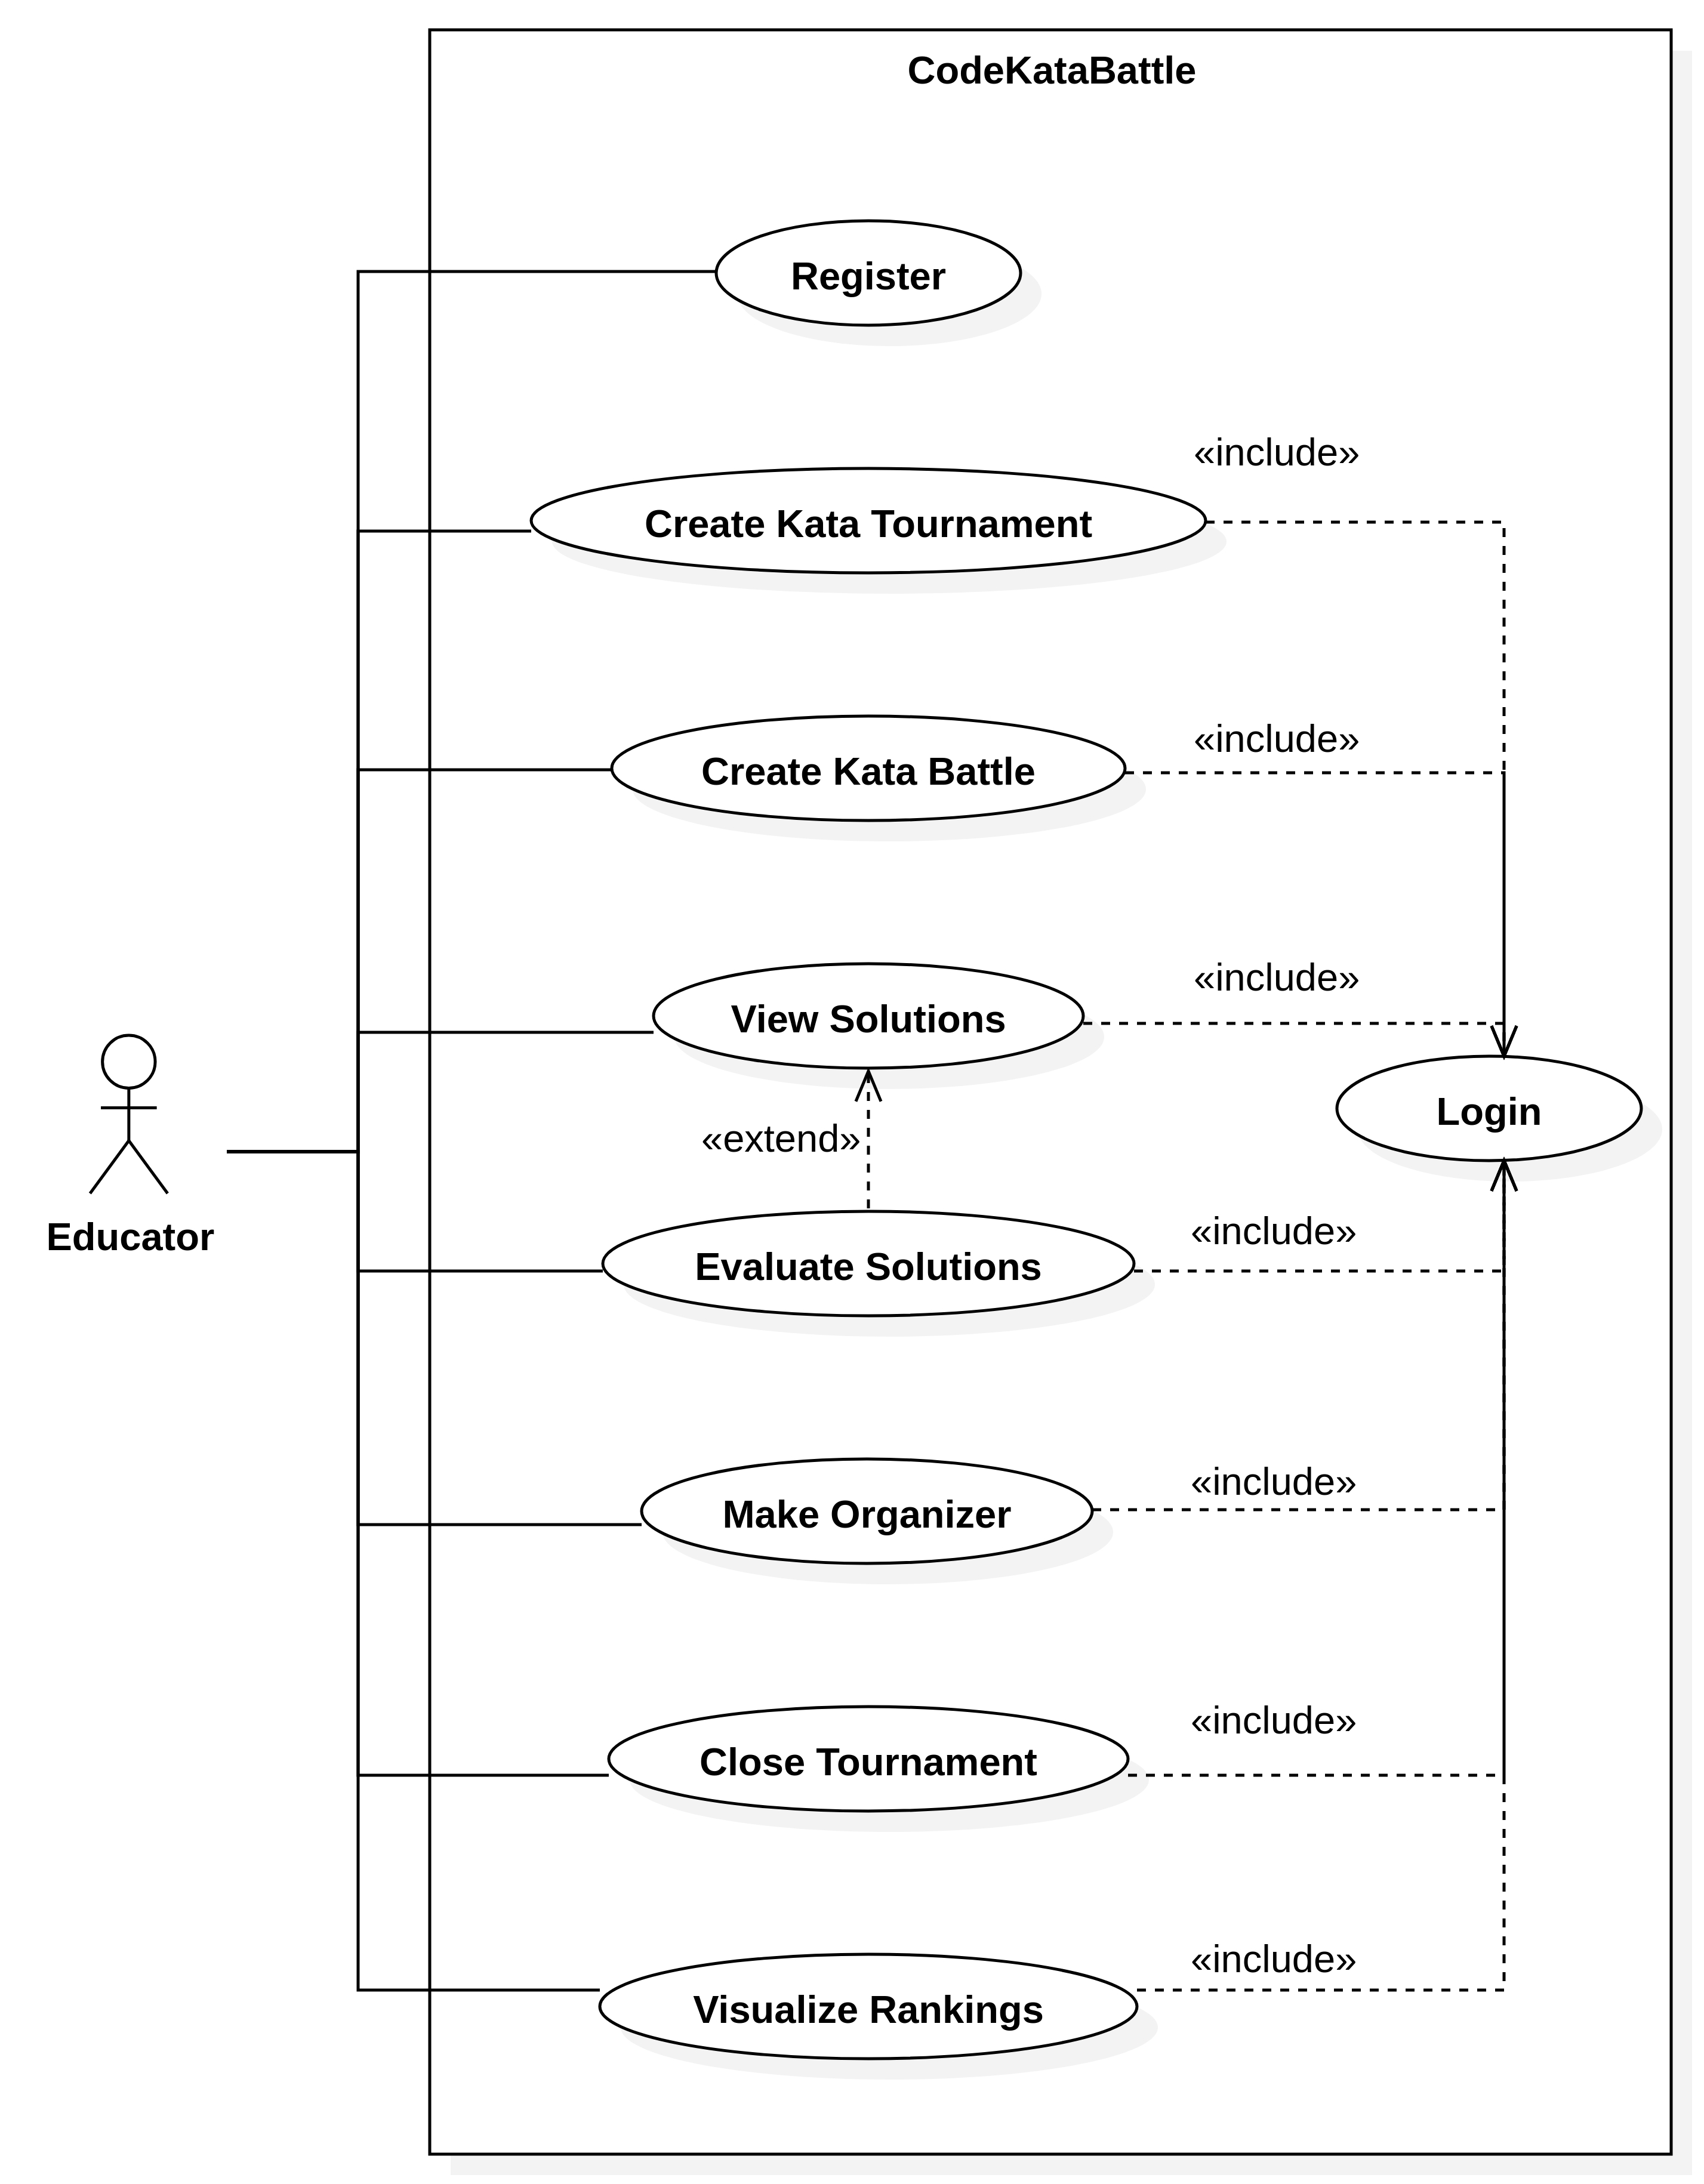 CodeKataBattle
Register
«include»
Create Kata Tournament
«include»
Create Kata Battle
«include»
View Solutions
Login
«extend»
Educator
«include»
Evaluate Solutions
«include»
Make Organizer
«include»
Close Tournament
«include»
Visualize Rankings